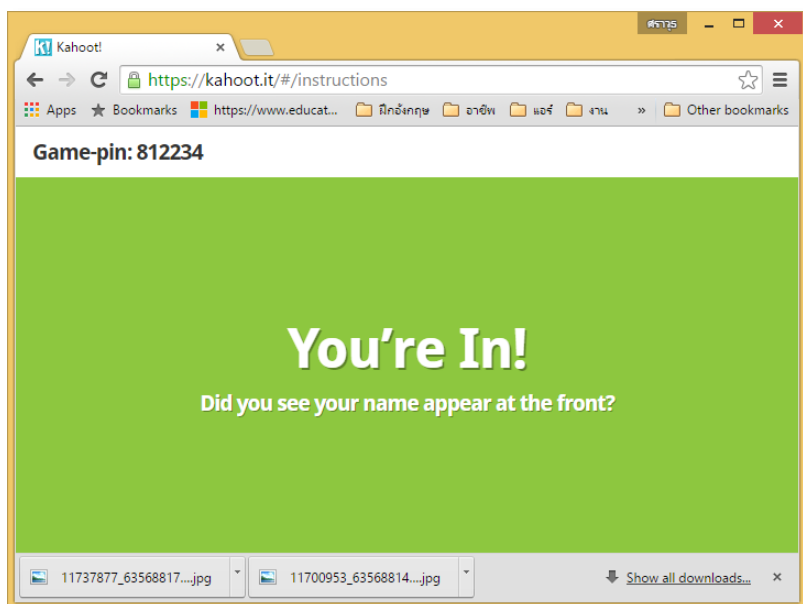 ศราวุธ
Kahoot!
https://kahoot.it/#/instructions
Apps Bookmarks https://www.educat... ฝึกอังกฤษ อาชีพ แอร์ งาน » Other bookmarks
Game-pin: 812234
You're In!
Did you see your name appear at the front?
11737877_63568817....jpg 11700953_63568814....jpg Show all downloads...